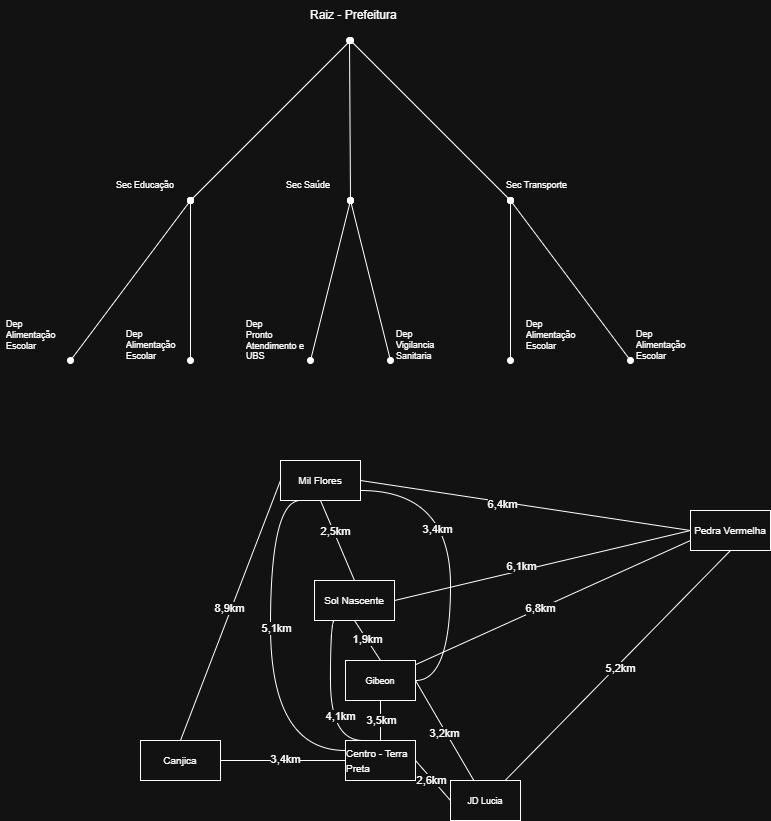 Raiz - Prefeitura
Sec Educação
Sec Saúde
Sec Transporte
Dep
Alimentação
Escolar
Dep
Alimentação
Escolar
Dep
Pronto
Atendimento e
UBS
Dep
Vigilancia
Sanitaria
Dep
Alimentação
Escolar
Dep
Alimentação
Escolar
Mil Flores
6,4km
2,5km
3,4km
Pedra Vermelha
6,1km
Sol Nascente
8,9km
6,8km
5,1km
1,9km
5,2km
Gibeon
4,1km
3,5km
3,2km
Canjica
3,4km
Centro - Terra
Preta
2,6km
JD Lucia